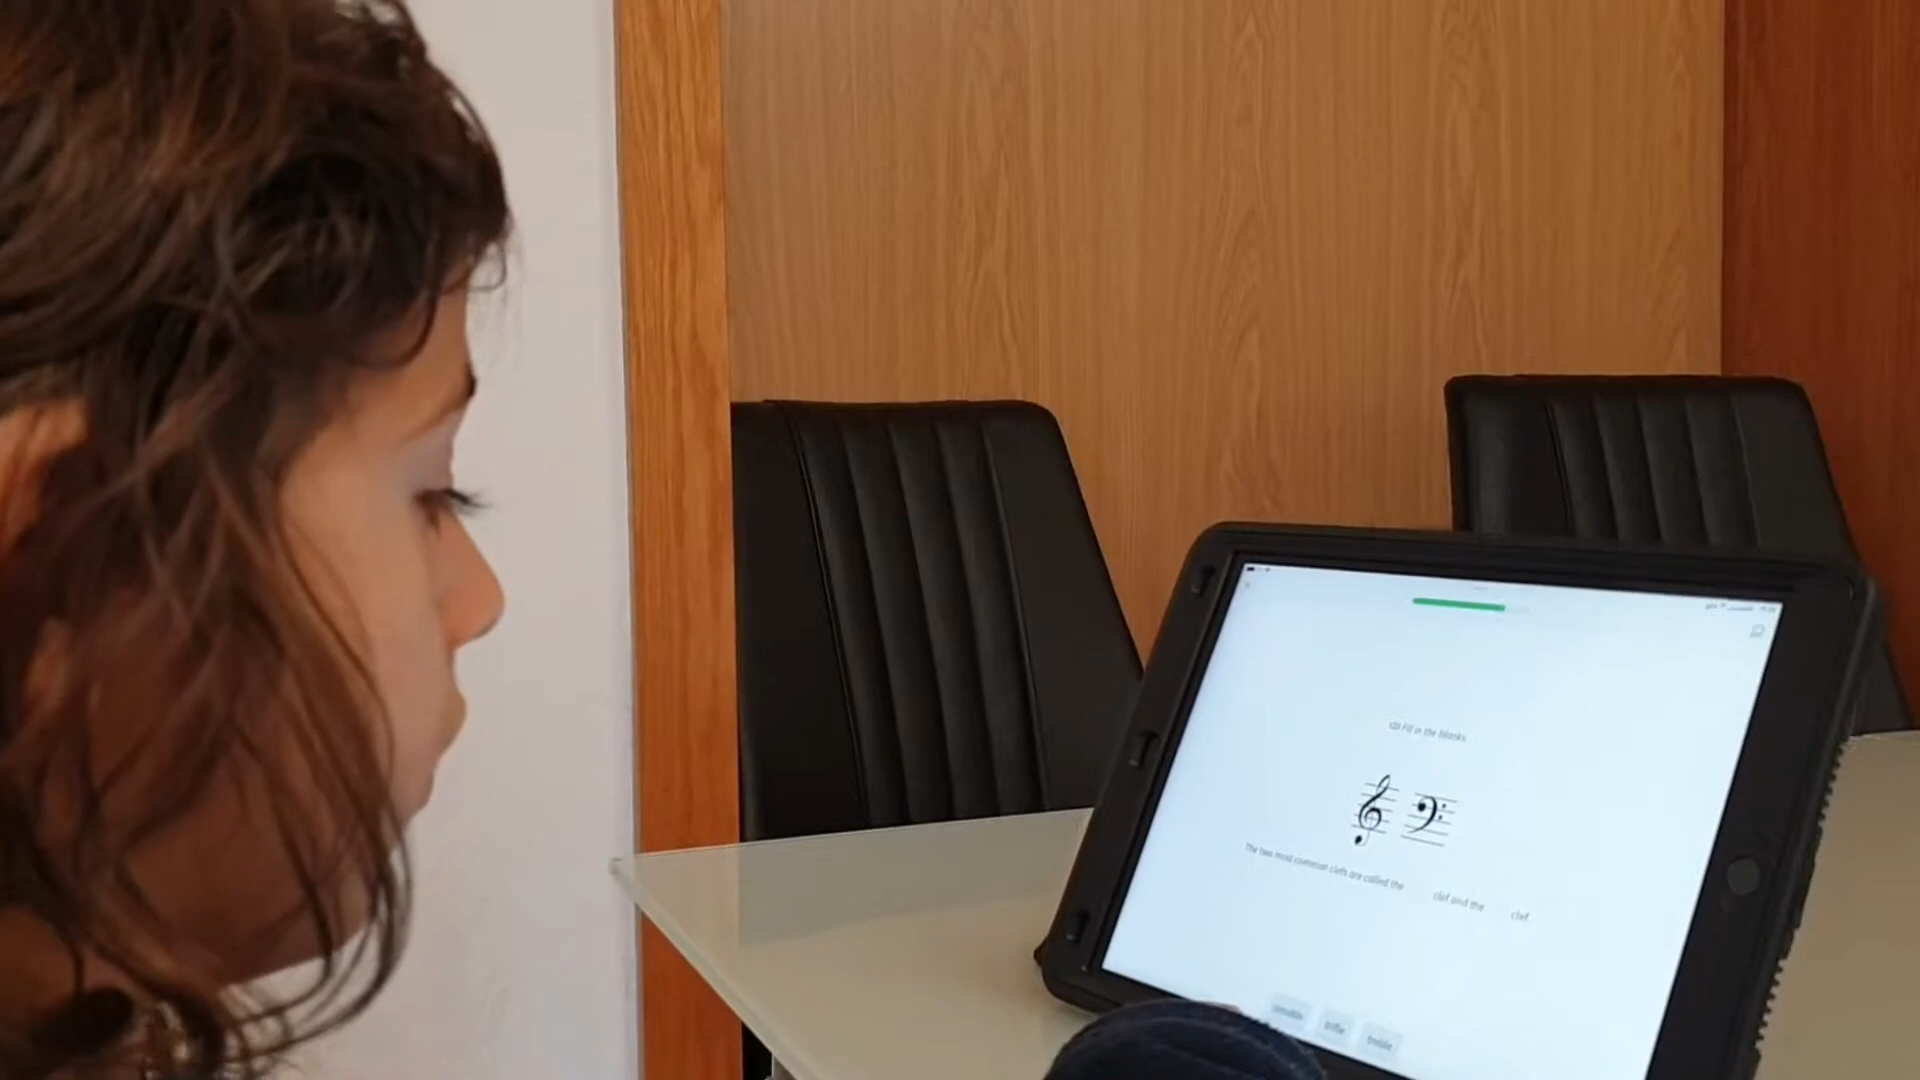 Fill in the blanks
The two most common clefs are called the clef and the clef
treble